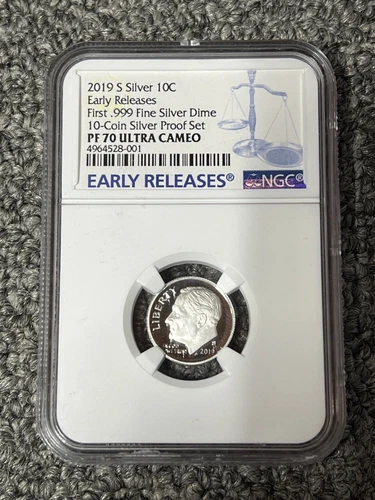 2019 S Silver 10C
Early Releases
First .999 Fine Silver Dime
10-Coin Silver Proof Set
PF 70 ULTRA CAMEO
4964528-001
EARLY RELEASES®
NGC
LIBERTY